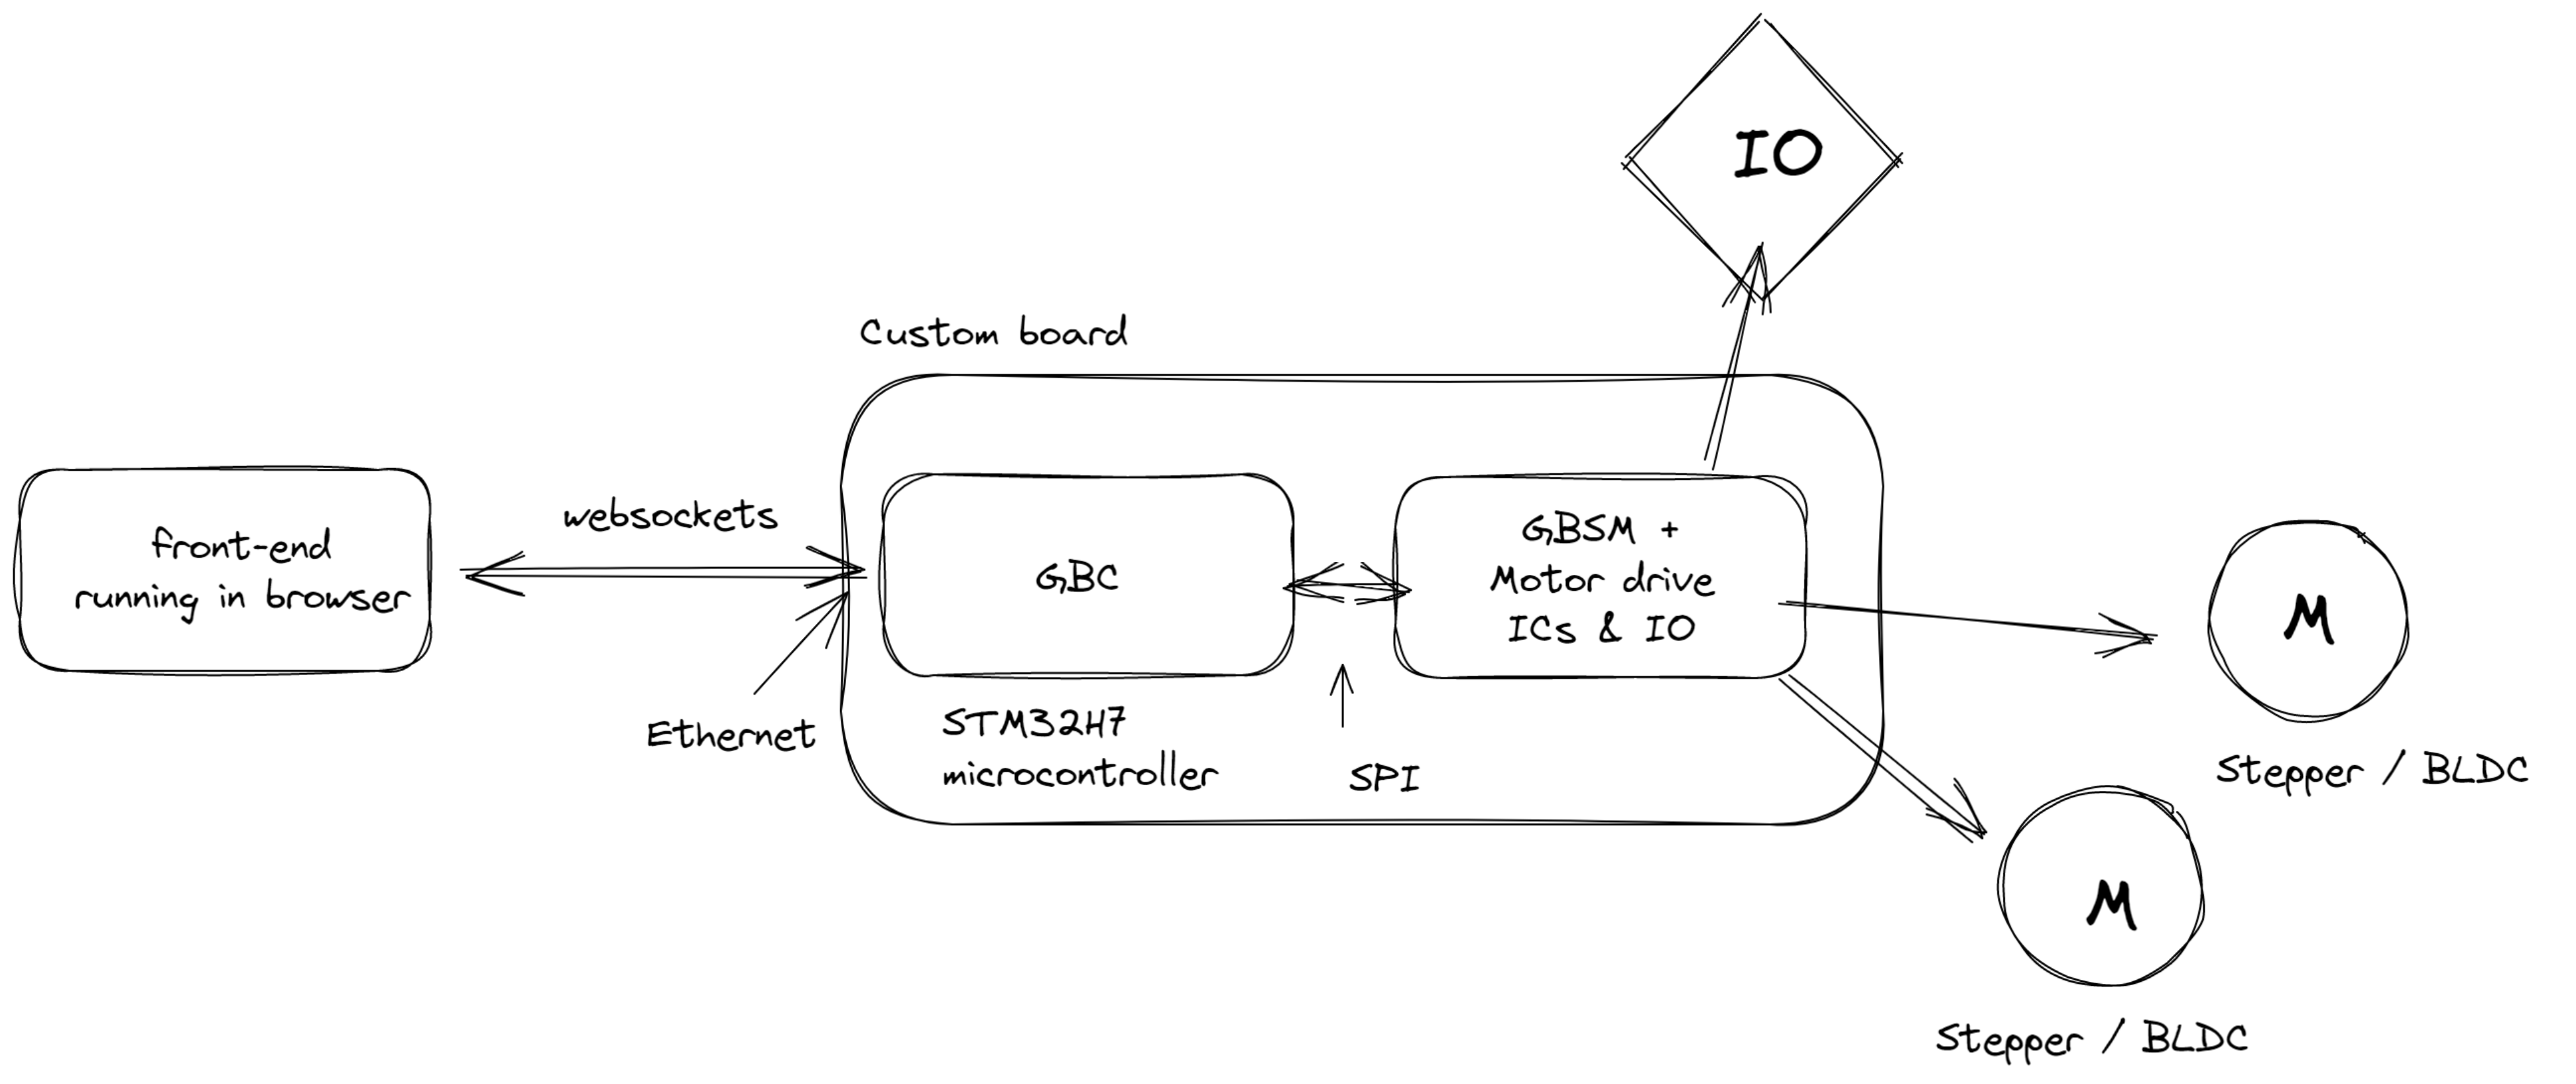 IO
Custom board
front-end
running in browser
websockets
Ethernet
GBC
STM32H7
microcontroller
SPI
GBSM +
Motor drive
ICs & IO
M
Stepper / BLDC
M
Stepper / BLDC